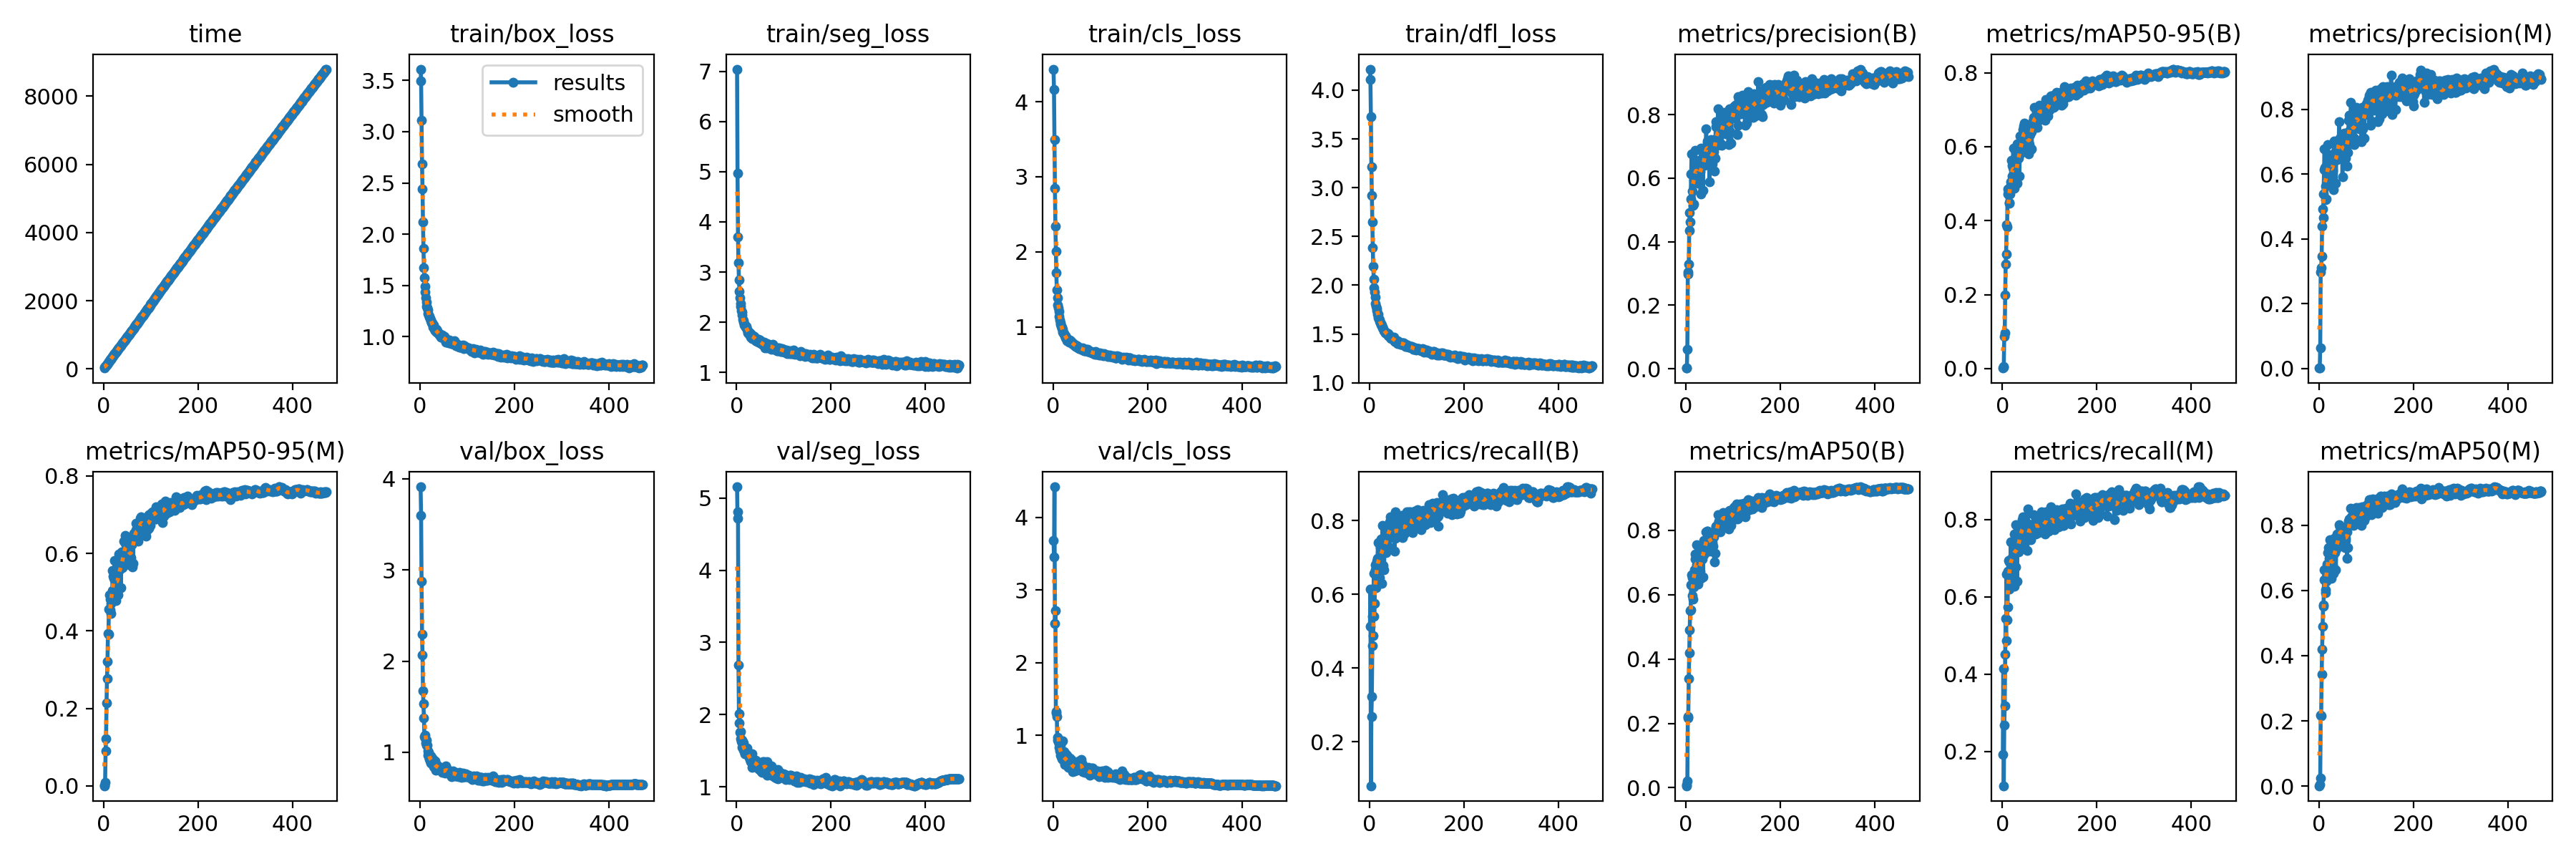 time
train/box_loss
train/seg_loss
train/cls_loss
train/dfl_loss
metrics/precision(B)
metrics/mAP50-95(B)
metrics/precision(M)
results
smooth
8000
6000
4000
2000
0
0 200 400
3.5
3.0
2.5
2.0
1.5
1.0
0 200 400
7
6
5
4
3
2
1
0 200 400
4
3
2
1
0 200 400
4.0
3.5
3.0
2.5
2.0
1.5
1.0
0 200 400
0.8
0.6
0.4
0.2
0.0
0 200 400
0.8
0.6
0.4
0.2
0.0
0 200 400
0.8
0.6
0.4
0.2
0.0
0 200 400
metrics/mAP50-95(M)
val/box_loss
val/seg_loss
val/cls_loss
metrics/recall(B)
metrics/mAP50(B)
metrics/recall(M)
metrics/mAP50(M)
0.8
0.6
0.4
0.2
0.0
0 200 400
4
3
2
1
0 200 400
5
4
3
2
1
0 200 400
4
3
2
1
0 200 400
0.8
0.6
0.4
0.2
0 200 400
0.8
0.6
0.4
0.2
0.0
0 200 400
0.8
0.6
0.4
0.2
0 200 400
0.8
0.6
0.4
0.2
0.0
0 200 400